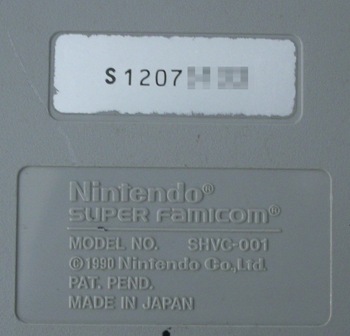 S1207
Nintendo®
SUPER FAMICOM®
MODEL NO. SHVC-001
©1990 Nintendo Co., Ltd.
PAT. PEND.
MADE IN JAPAN